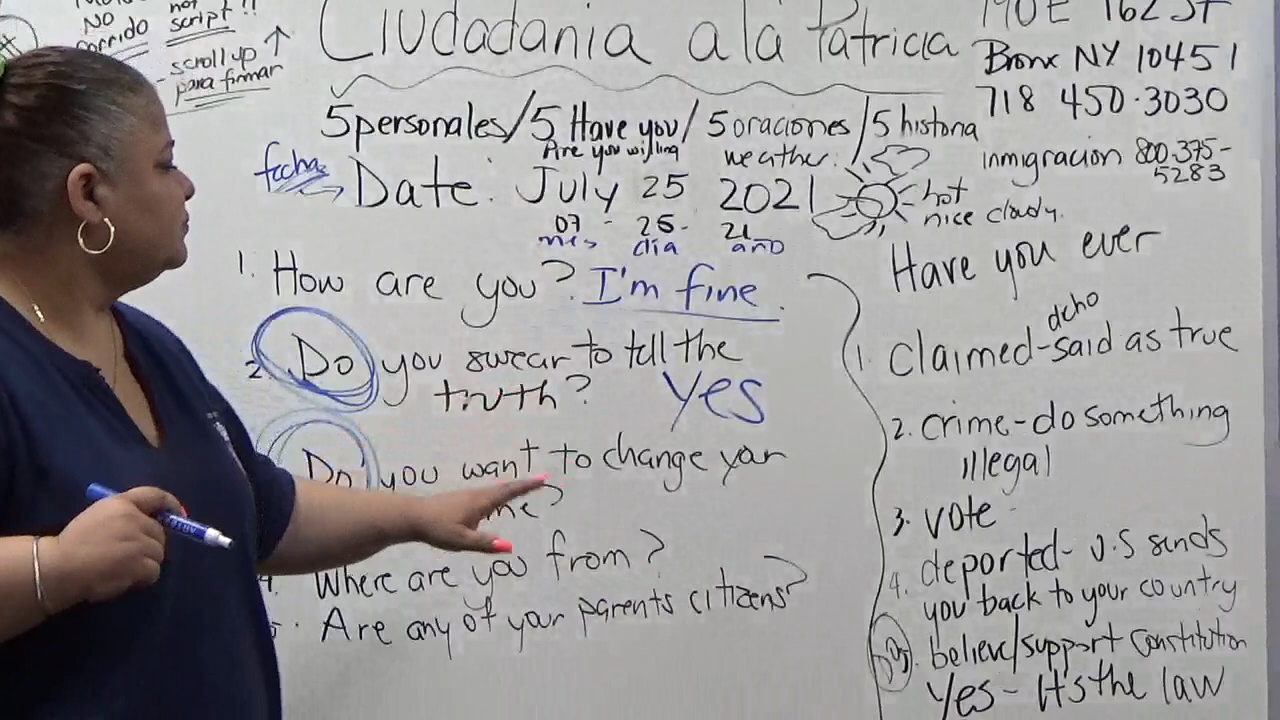 NO
corrido
not
script !!
- scroll up ↑
para firmar
Ciudadania a la Patricia
190 E 162 St
Bronx NY 10451
718 450·3030
5 personales / 5 Have you / 5 oraciones / 5 historia
Are you willing
weather.
inmigracion 800·375-
5283
fecha → Date: July 25 2021
hot
nice cloudy.
07 - 25 - 21
mes dia año
1. How are you? I'm fine.
2. Do you swear to tell the
truth? Yes
Do you want to change your
me?
4. Where are you from?
5. Are any of your parents citizens?
Have you ever
dcho
1. Claimed - said as true
2. crime - do something
illegal
3. vote -
4. deported - U.S sends
you back to your country
Do 5. believe/support Constitution
Yes - It's the law